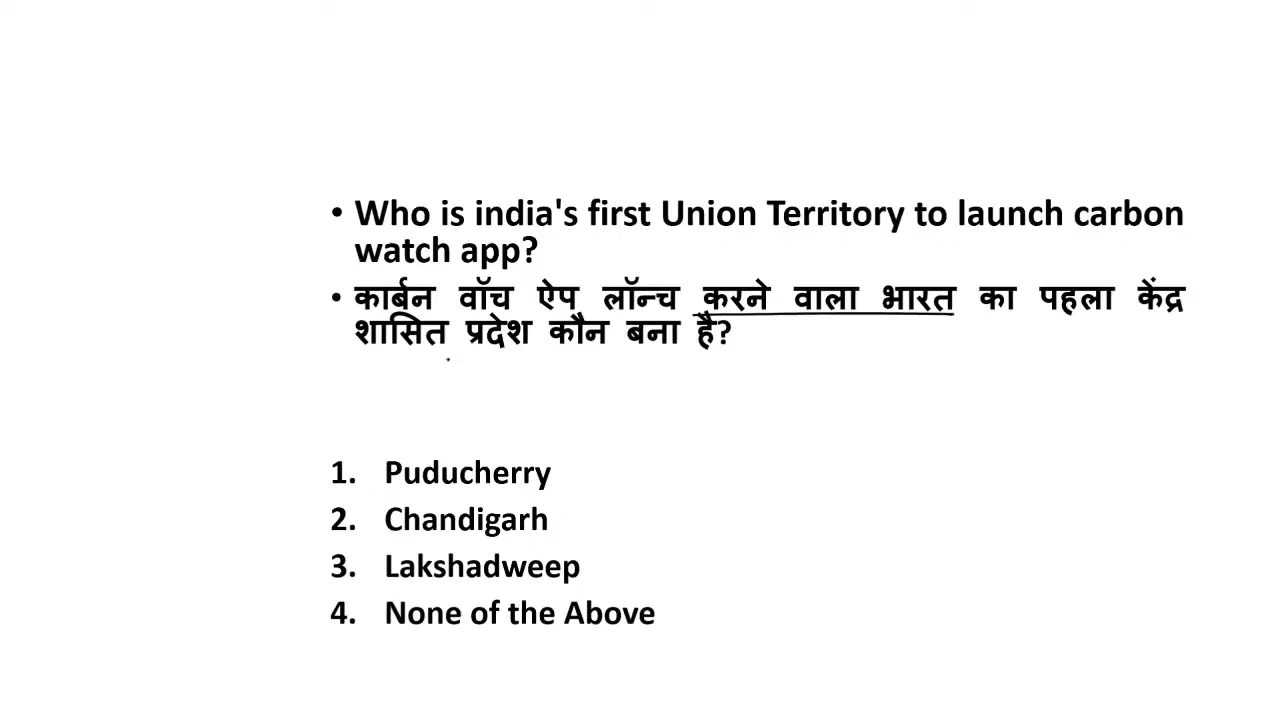 • Who is india's first Union Territory to launch carbon
watch app?
• कार्बन वॉच ऐप लॉन्च करने वाला भारत का पहला केंद्र
शासित प्रदेश कौन बना है?
1. Puducherry
2. Chandigarh
3. Lakshadweep
4. None of the Above